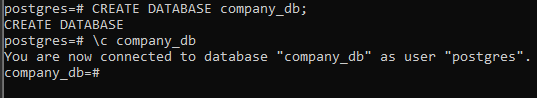 postgres=# CREATE DATABASE company_db;
CREATE DATABASE
postgres=# \c company_db
You are now connected to database "company_db" as user "postgres".
company_db=#